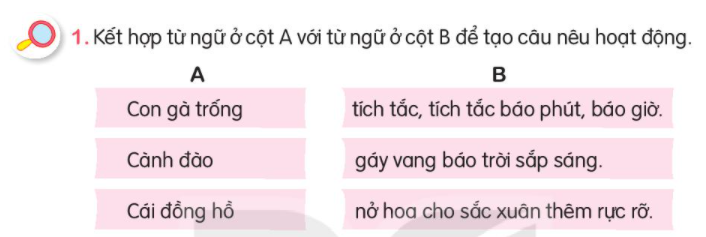 1. Kết hợp từ ngữ ở cột A với từ ngữ ở cột B để tạo câu nêu hoạt động.
A B
Con gà trống tích tắc, tích tắc báo phút, báo giờ.
Cành đào gáy vang báo trời sắp sáng.
Cái đồng hồ nở hoa cho sắc xuân thêm rực rỡ.